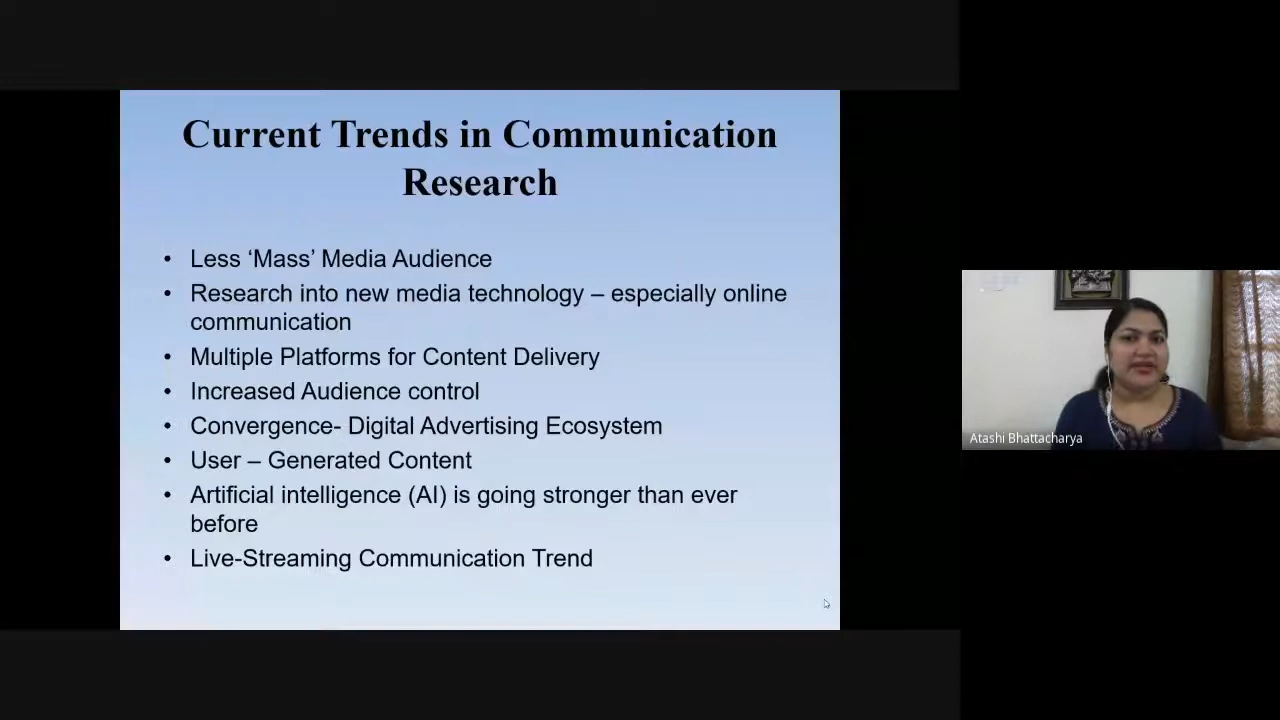 Current Trends in Communication
Research
• Less ‘Mass’ Media Audience
• Research into new media technology – especially online
communication
• Multiple Platforms for Content Delivery
• Increased Audience control
• Convergence- Digital Advertising Ecosystem
• User – Generated Content
• Artificial intelligence (AI) is going stronger than ever
before
• Live-Streaming Communication Trend
Atashi Bhattacharya